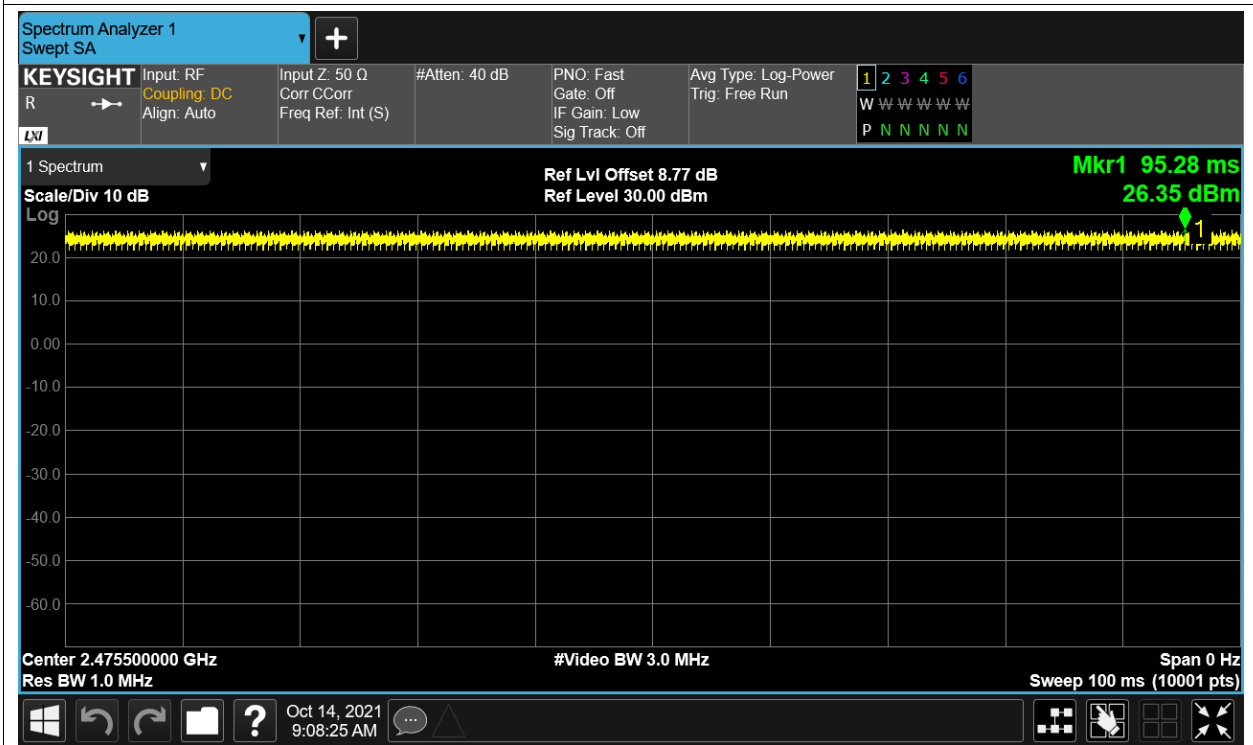 Spectrum Analyzer 1
Swept SA
KEYSIGHT
R
LXI
Input: RF
Coupling: DC
Align: Auto
Input Z: 50 Ω
Corr CCorr
Freq Ref: Int (S)
#Atten: 40 dB
PNO: Fast
Gate: Off
IF Gain: Low
Sig Track: Off
Avg Type: Log-Power
Trig: Free Run
1 2 3 4 5 6
W W W W W W
P N N N N N
1 Spectrum
Scale/Div 10 dB
Log
Ref Lvl Offset 8.77 dB
Ref Level 30.00 dBm
Mkr1 95.28 ms
26.35 dBm
1
20.0
10.0
0.00
-10.0
-20.0
-30.0
-40.0
-50.0
-60.0
Center 2.475500000 GHz
Res BW 1.0 MHz
#Video BW 3.0 MHz
Span 0 Hz
Sweep 100 ms (10001 pts)
?
Oct 14, 2021
9:08:25 AM